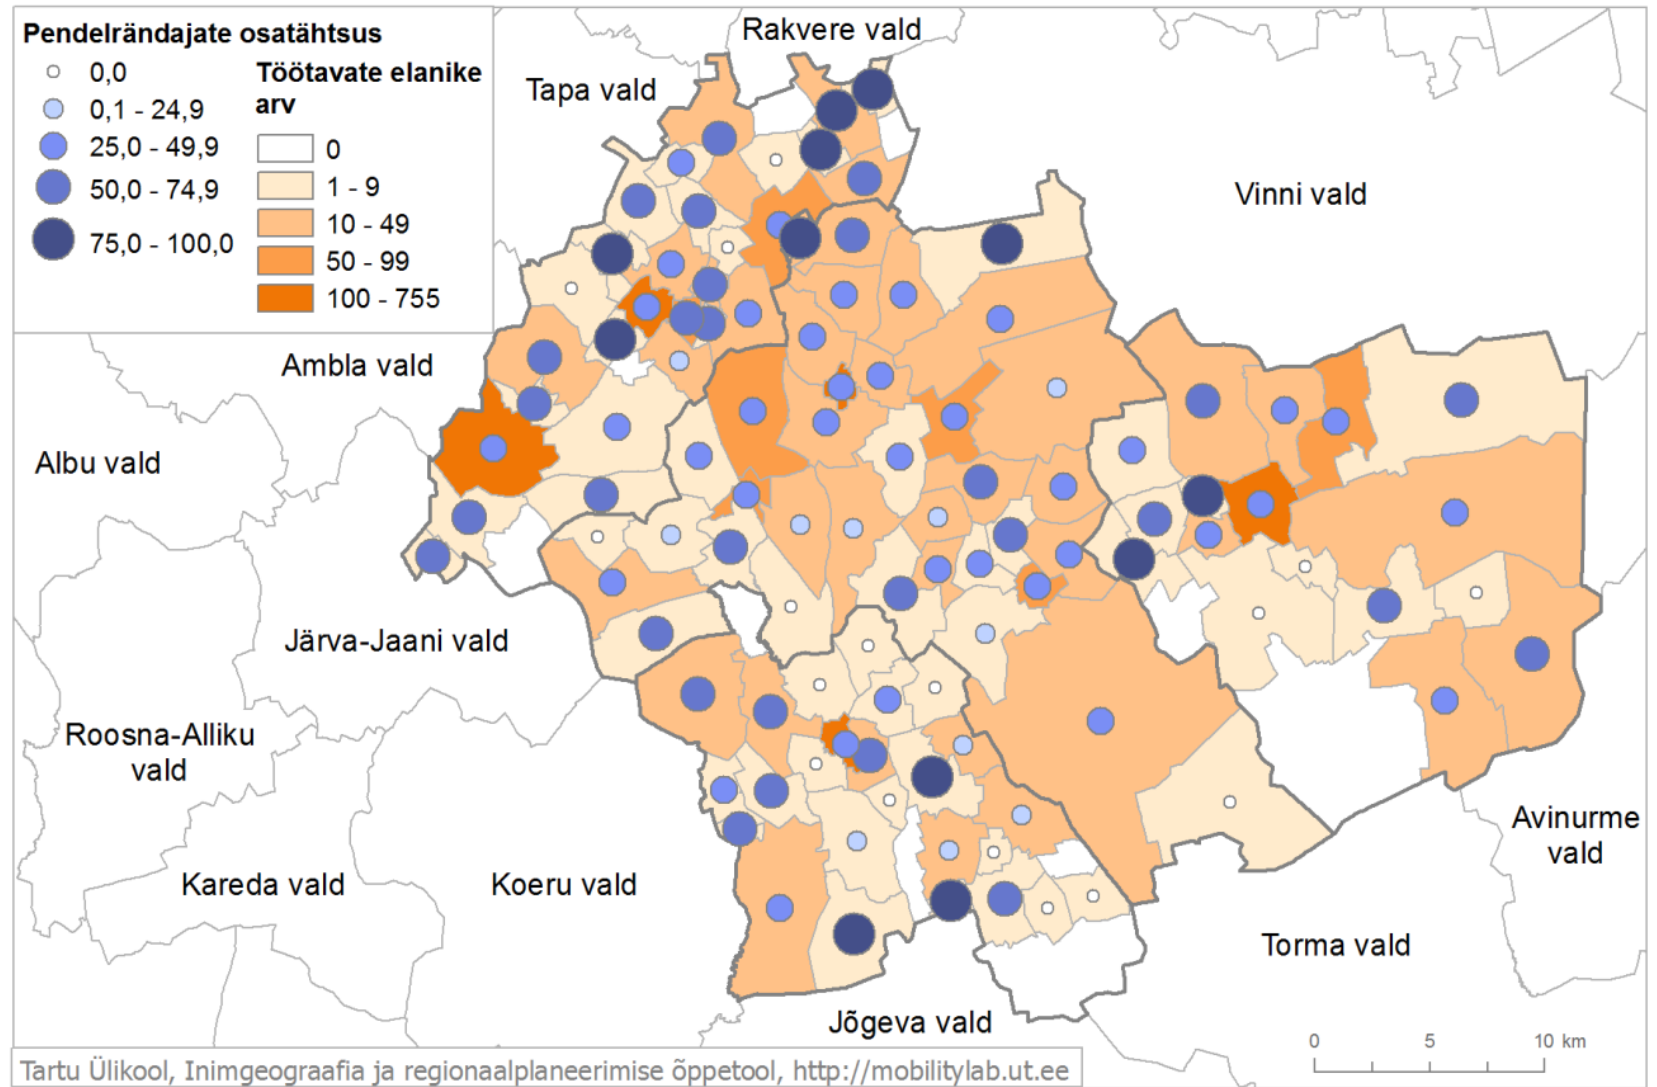 Pendelrändajate osatähtsus
0,0
0,1 - 24,9
25,0 - 49,9
50,0 - 74,9
75,0 - 100,0
Töötavate elanike
arv
0
1 - 9
10 - 49
50 - 99
100 - 755
Rakvere vald
Tapa vald
Vinni vald
Ambla vald
Albu vald
Järva-Jaani vald
Roosna-Alliku
vald
Kareda vald
Koeru vald
Avinurme
vald
Torma vald
Jõgeva vald
0 5 10 km
Tartu Ülikool, Inimgeograafia ja regionaalplaneerimise õppetool, http://mobilitylab.ut.ee